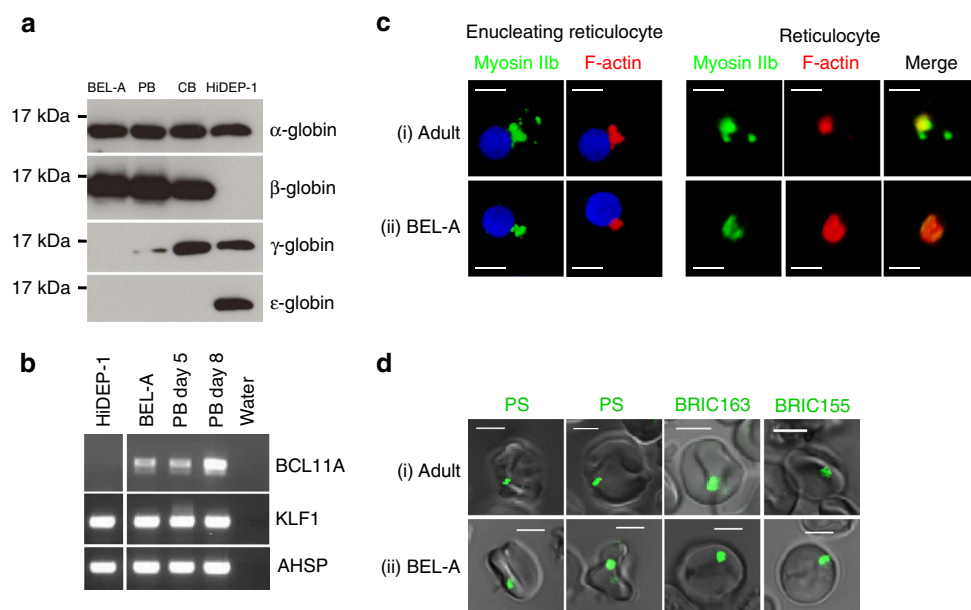 a
BEL-A PB CB HiDEP-1
17 kDa
α-globin
17 kDa
β-globin
17 kDa
γ-globin
17 kDa
ε-globin
b
HiDEP-1
BEL-A
PB day 5
PB day 8
Water
BCL11A
KLF1
AHSP
c
Enucleating reticulocyte
Reticulocyte
Myosin IIb F-actin
Myosin IIb F-actin Merge
(i) Adult
(ii) BEL-A
d
PS PS BRIC163 BRIC155
(i) Adult
(ii) BEL-A